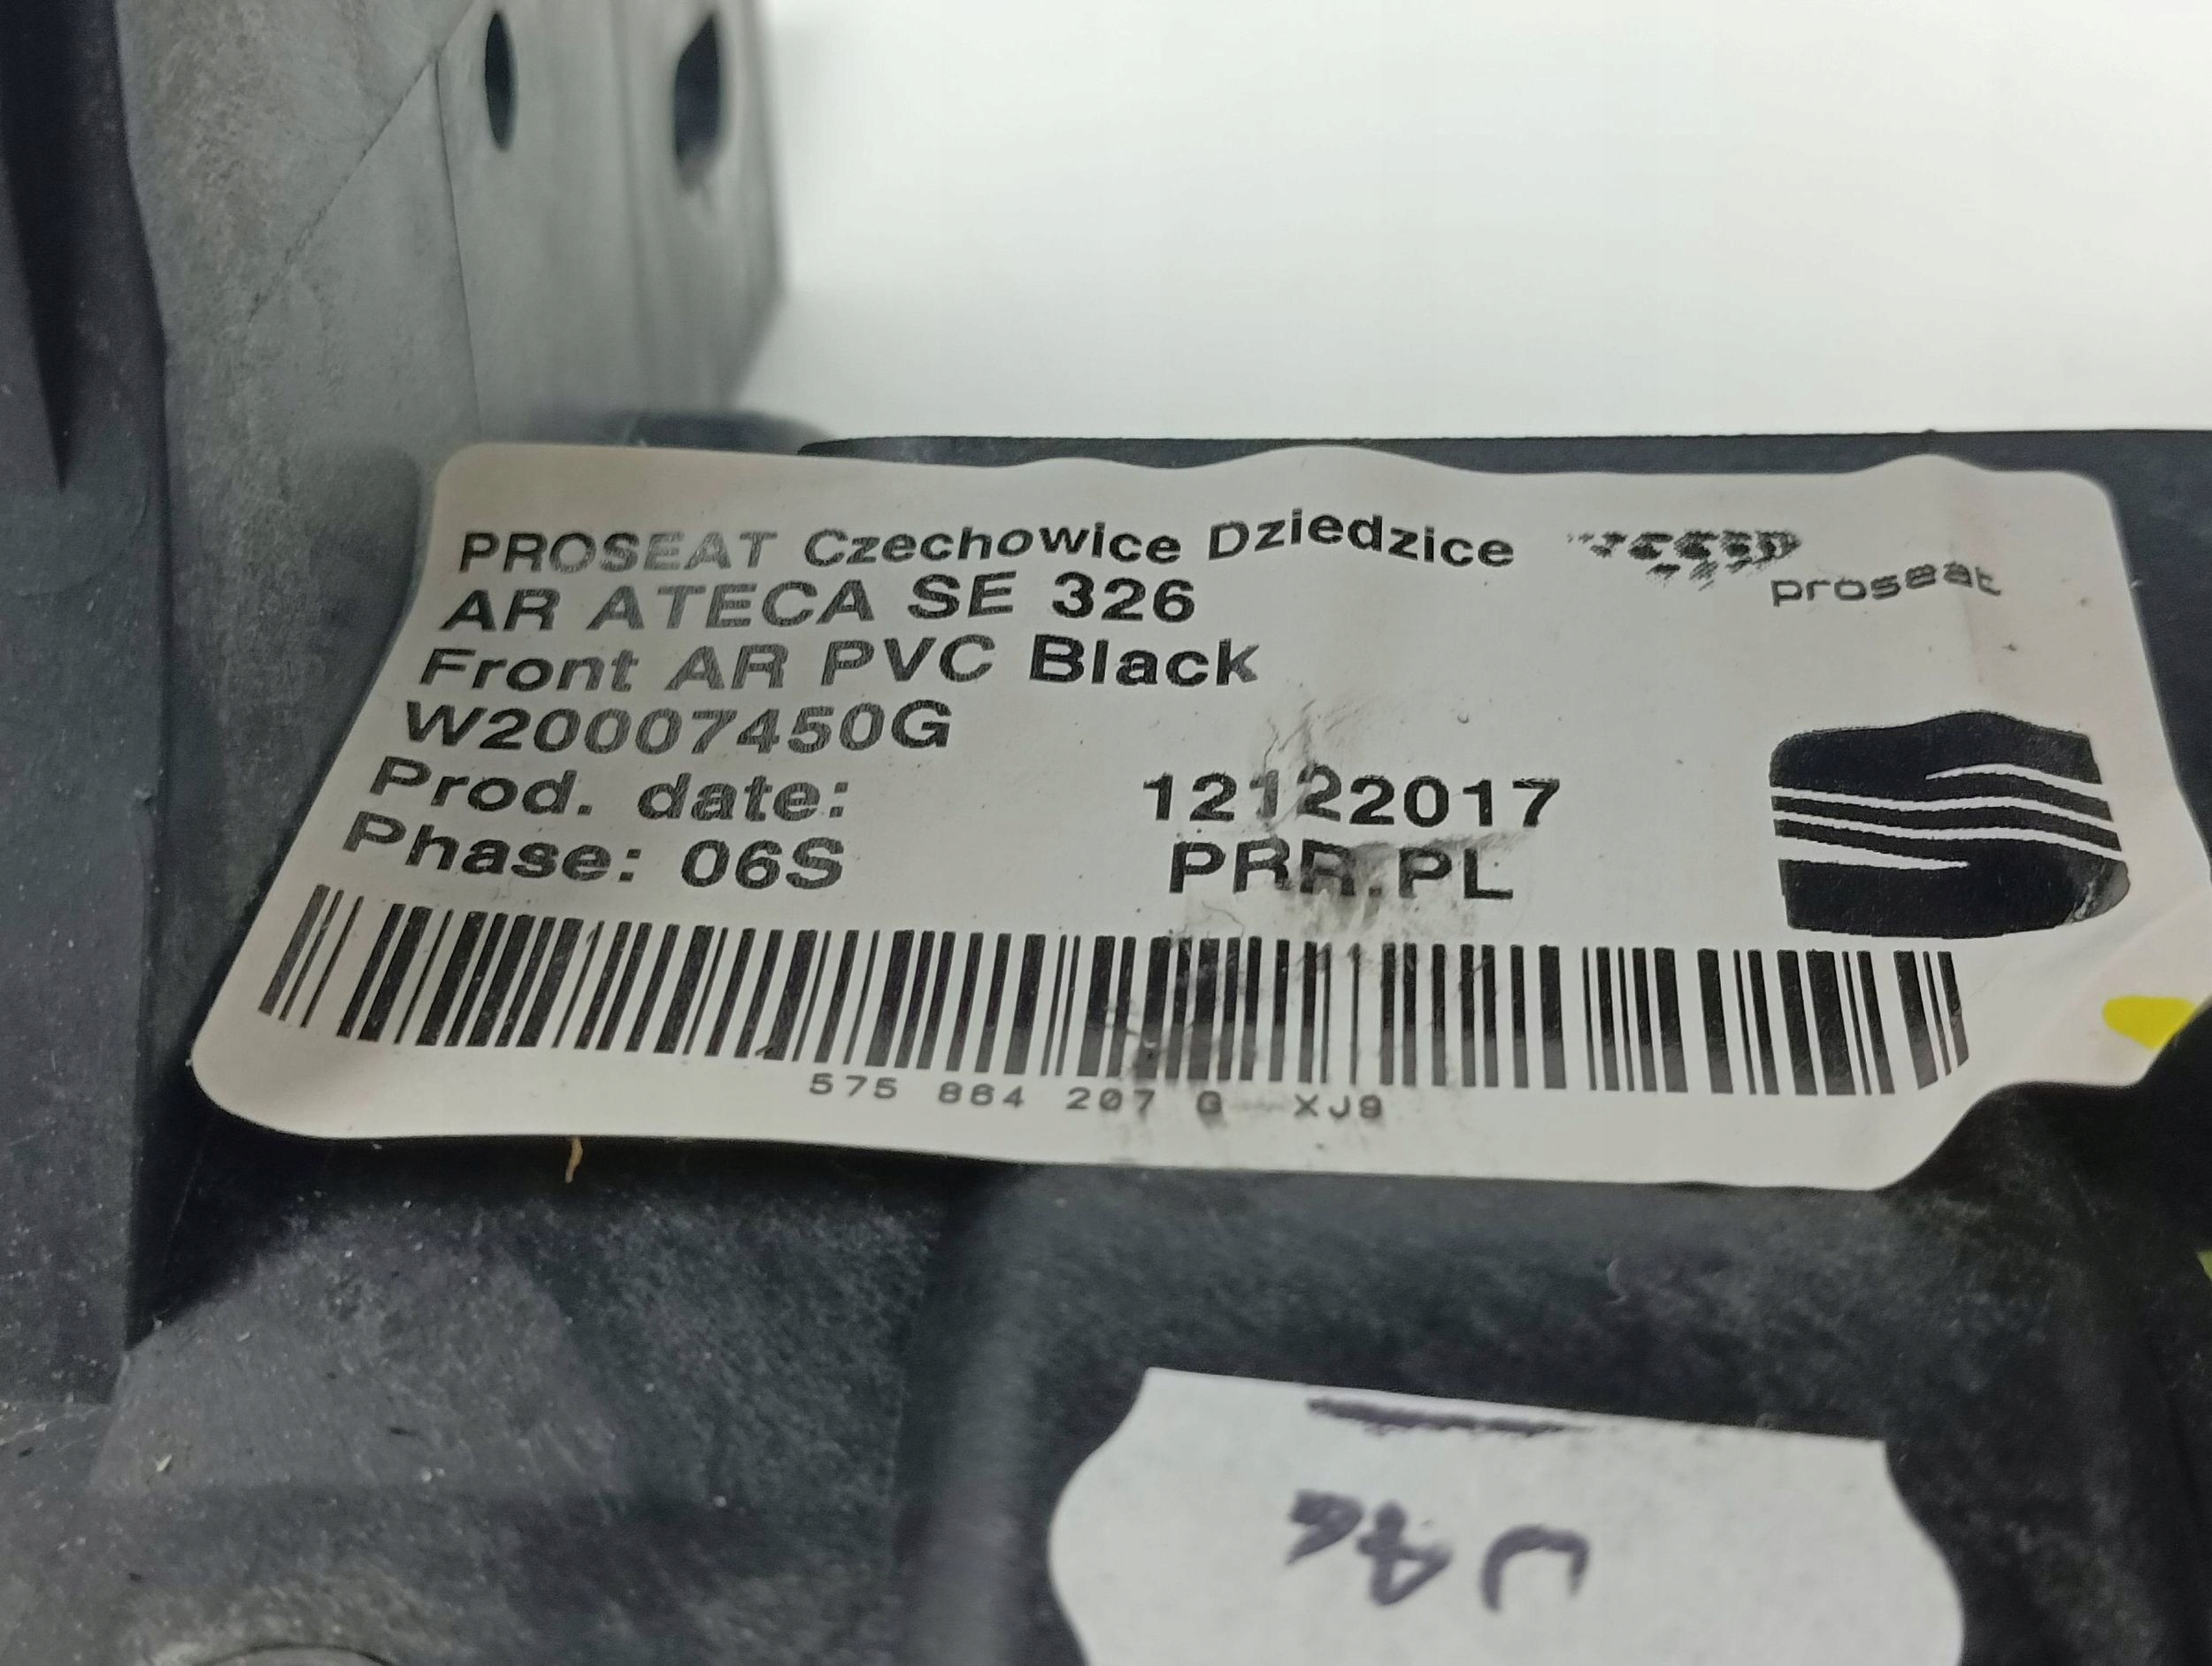 PROSEAT Czechowice Dziedzice
proseat
AR ATECA SE 326
Front AR PVC Black
W20007450G
Prod. date: 12122017
Phase: 06S PRR.PL
575 864 207 G XJ9